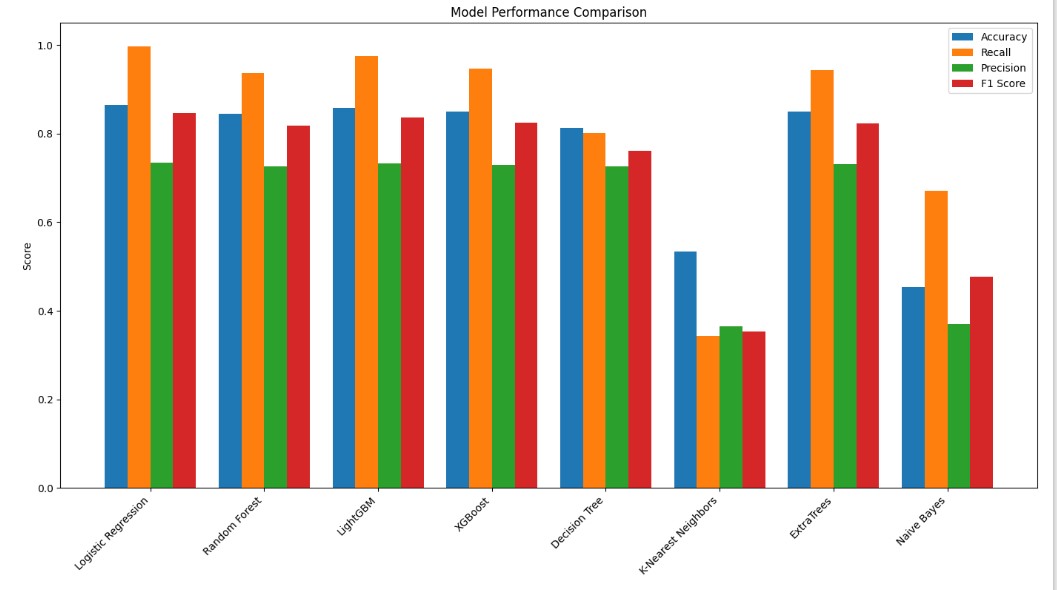 Model Performance Comparison
Accuracy
Recall
Precision
F1 Score
1.0
0.8
0.6
0.4
0.2
0.0
Score
Logistic Regression
Random Forest
LightGBM
XGBoost
Decision Tree
K-Nearest Neighbors
ExtraTrees
Naive Bayes